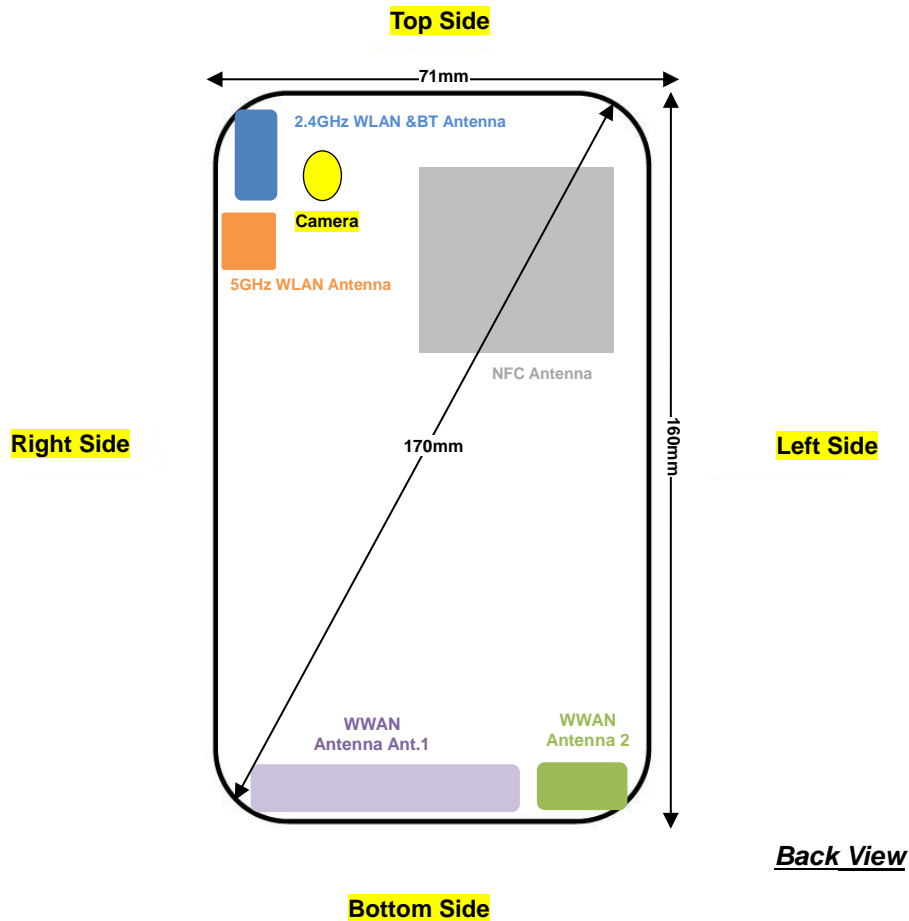 Top Side
71mm
2.4GHz WLAN &BT Antenna
Camera
5GHz WLAN Antenna
NFC Antenna
Right Side
170mm
160mm
Left Side
WWAN
Antenna Ant.1
WWAN
Antenna 2
Back View
Bottom Side